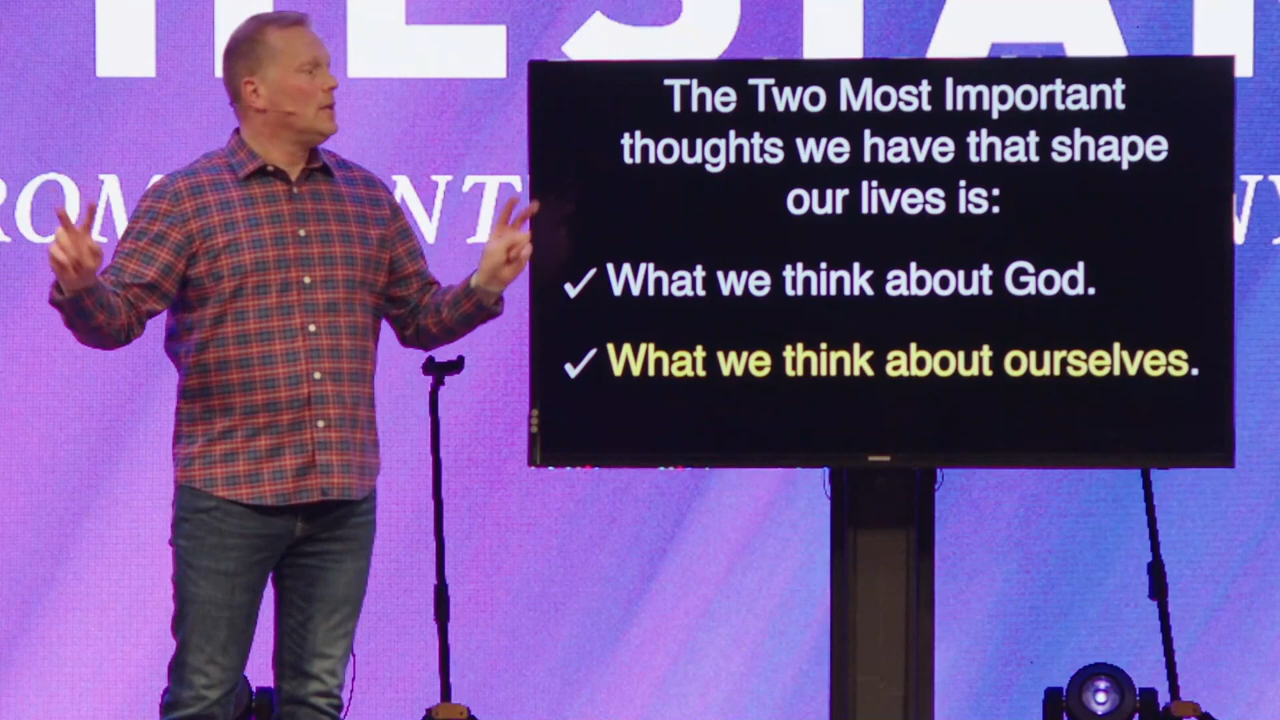 The Two Most Important
thoughts we have that shape
our lives is:
✓ What we think about God.
✓ What we think about ourselves.